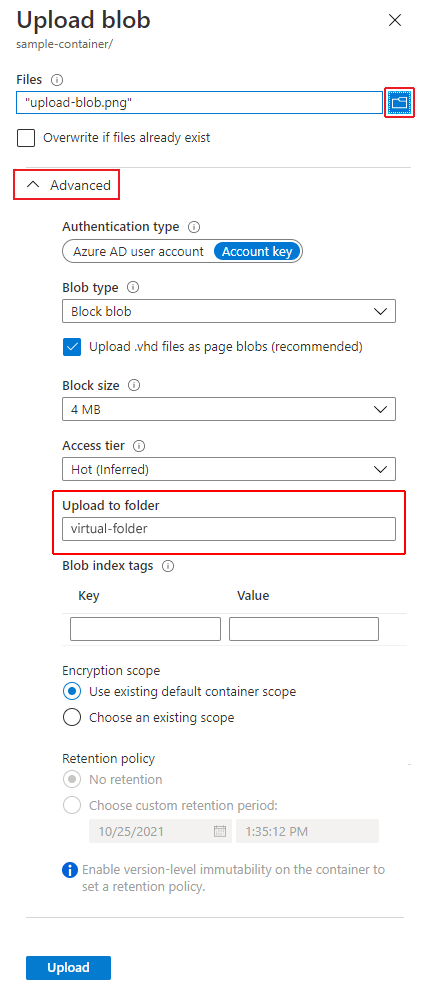 Upload blob
sample-container/
Files
"upload-blob.png"
Overwrite if files already exist
Advanced
Authentication type
Azure AD user account Account key
Blob type
Block blob
Upload .vhd files as page blobs (recommended)
Block size
4 MB
Access tier
Hot (Inferred)
Upload to folder
virtual-folder
Blob index tags
Key Value
Encryption scope
Use existing default container scope
Choose an existing scope
Retention policy
No retention
Choose custom retention period:
10/25/2021 1:35:12 PM
Enable version-level immutability on the container to
set a retention policy.
Upload